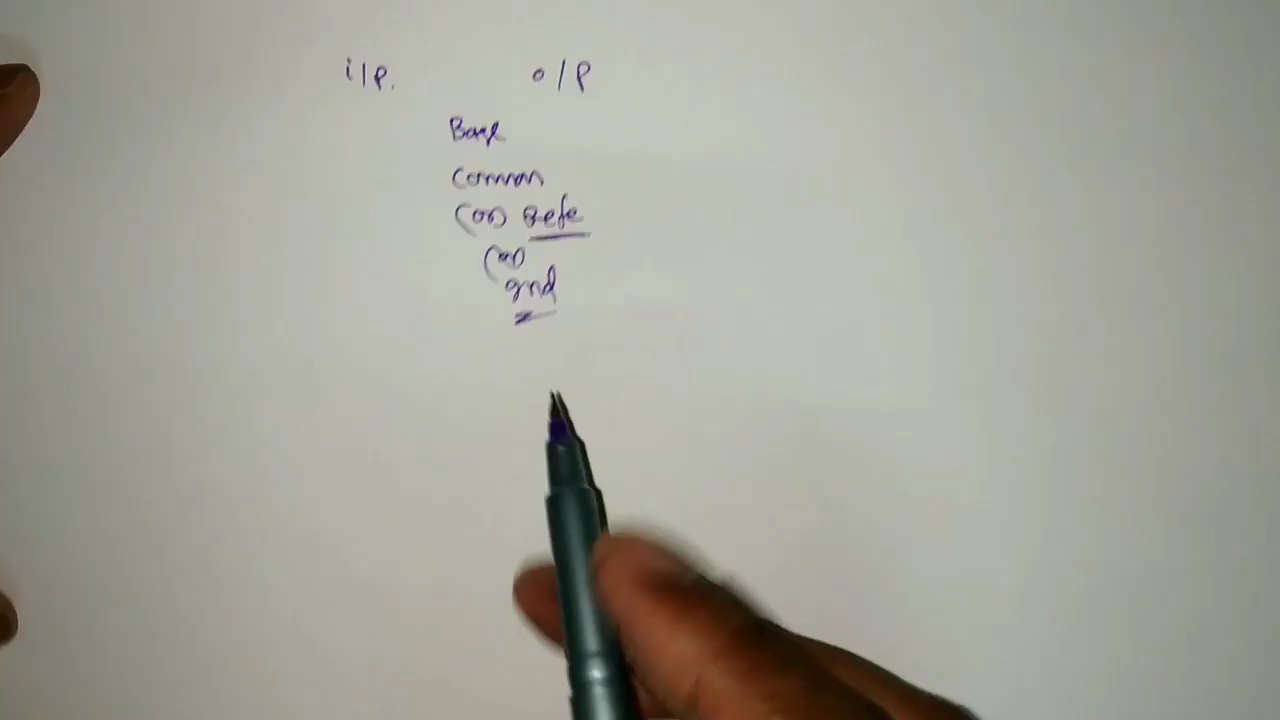 i/p. o/p
Base
Common
(or) refe
(or)
gnd